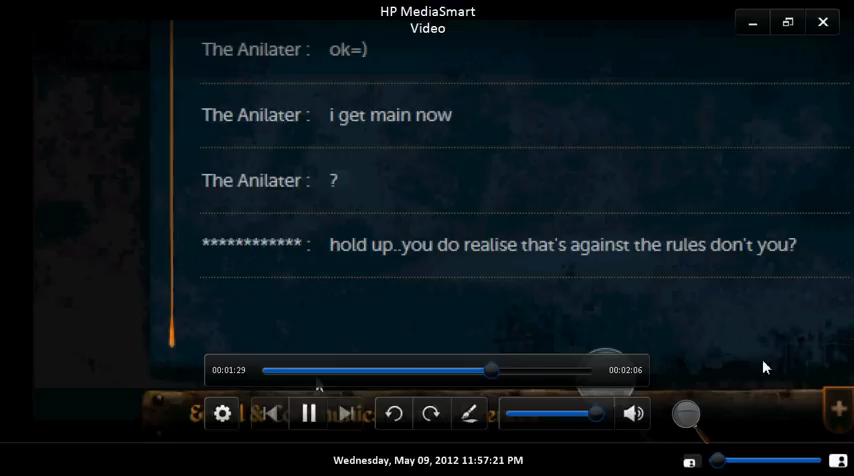 HP MediaSmart
Video
The Anilater : ok=)
The Anilater : i get main now
The Anilater : ?
************ : hold up..you do realise that's against the rules don't you?
00:01:29
00:02:06
Wednesday, May 09, 2012 11:57:21 PM